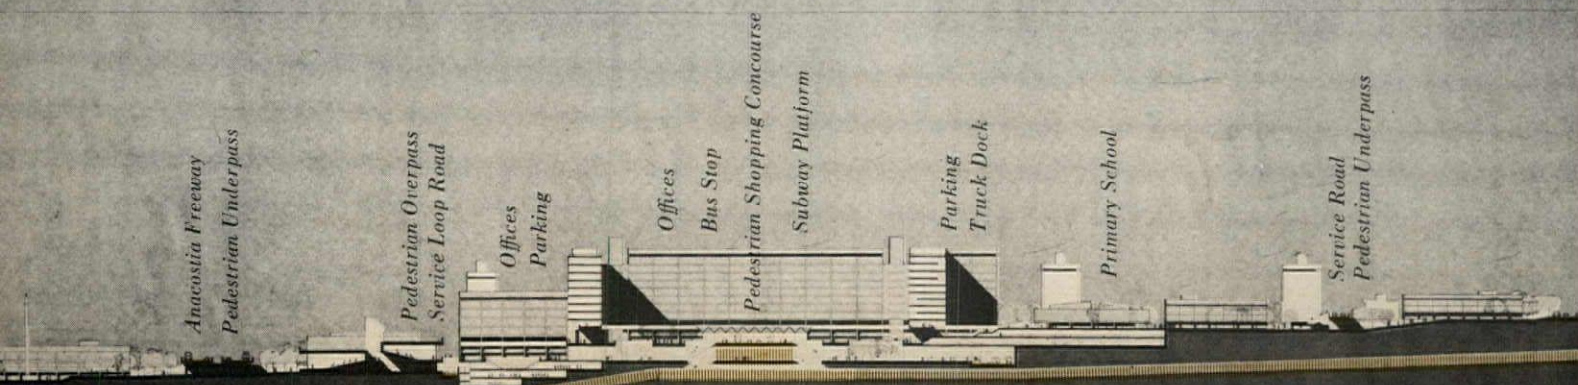 Anacostia Freeway
Pedestrian Underpass
Pedestrian Overpass
Service Loop Road
Offices
Parking
Offices
Bus Stop
Pedestrian Shopping Concourse
Subway Platform
Parking
Truck Dock
Primary School
Service Road
Pedestrian Underpass